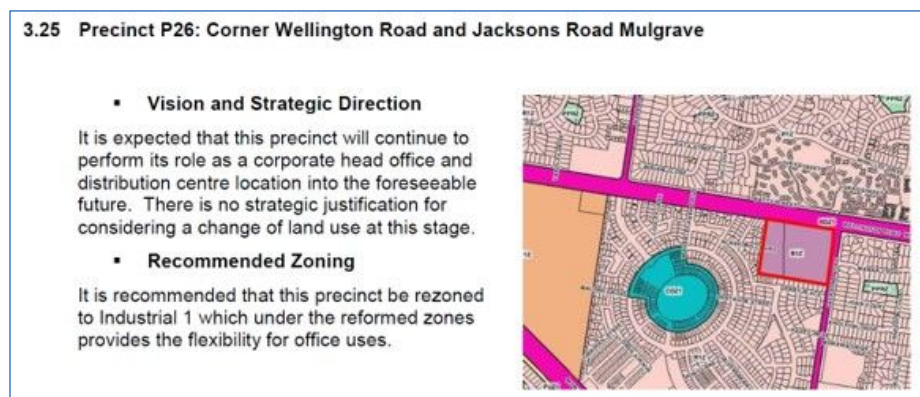 3.25 Precinct P26: Corner Wellington Road and Jacksons Road Mulgrave
▪ Vision and Strategic Direction
It is expected that this precinct will continue to
perform its role as a corporate head office and
distribution centre location into the foreseeable
future. There is no strategic justification for
considering a change of land use at this stage.
▪ Recommended Zoning
It is recommended that this precinct be rezoned
to Industrial 1 which under the reformed zones
provides the flexibility for office uses.